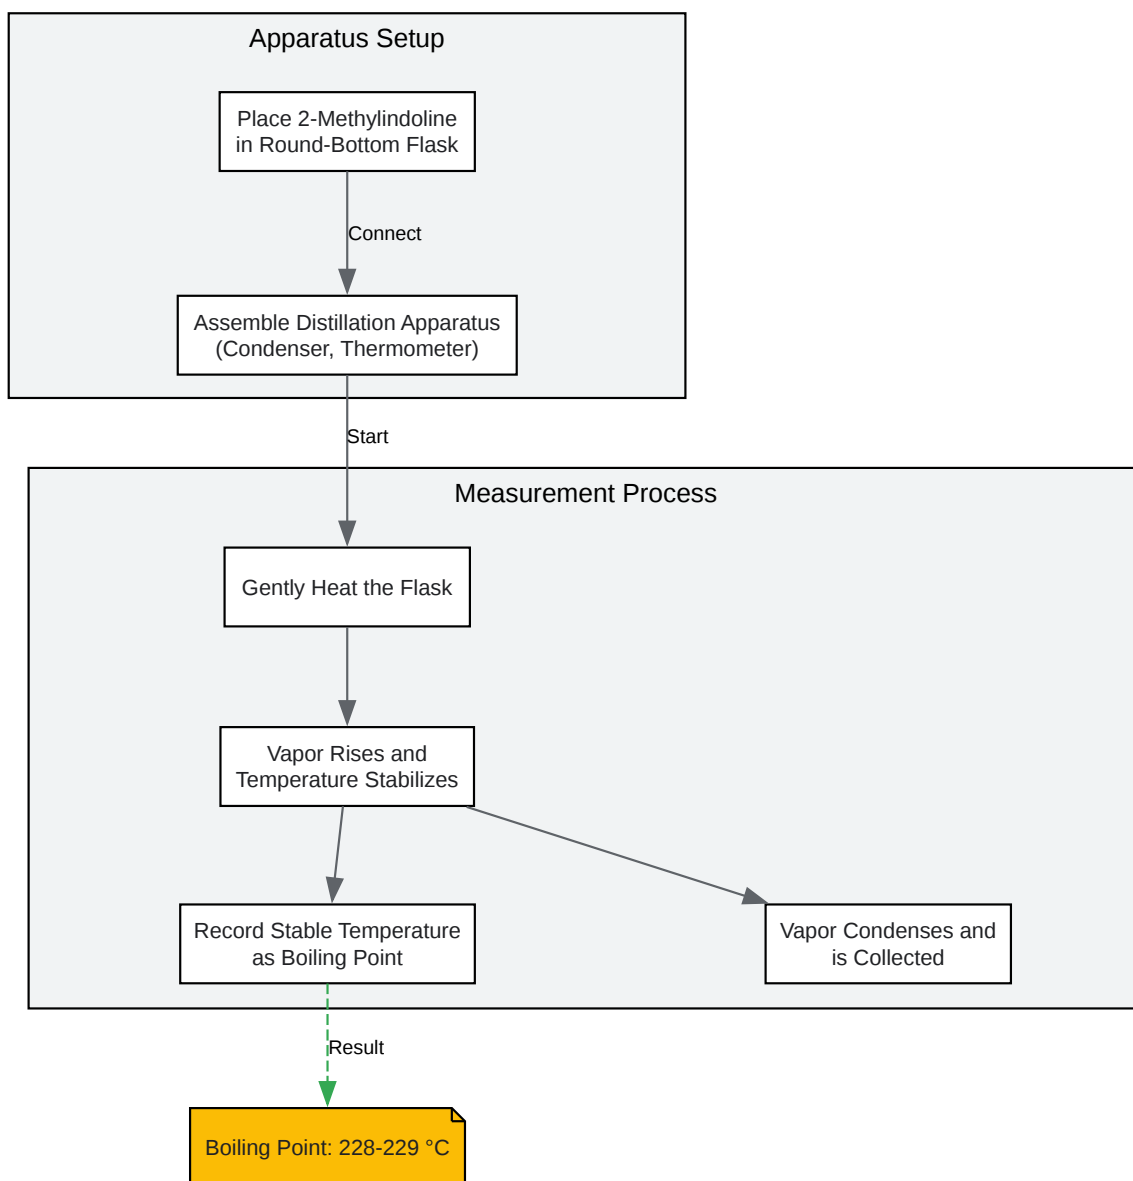 Apparatus Setup
Place 2-Methylindoline
in Round-Bottom Flask
Connect
Assemble Distillation Apparatus
(Condenser, Thermometer)
Start
Measurement Process
Gently Heat the Flask
Vapor Rises and
Temperature Stabilizes
Record Stable Temperature
as Boiling Point
Vapor Condenses and
is Collected
Result
Boiling Point: 228-229 °C